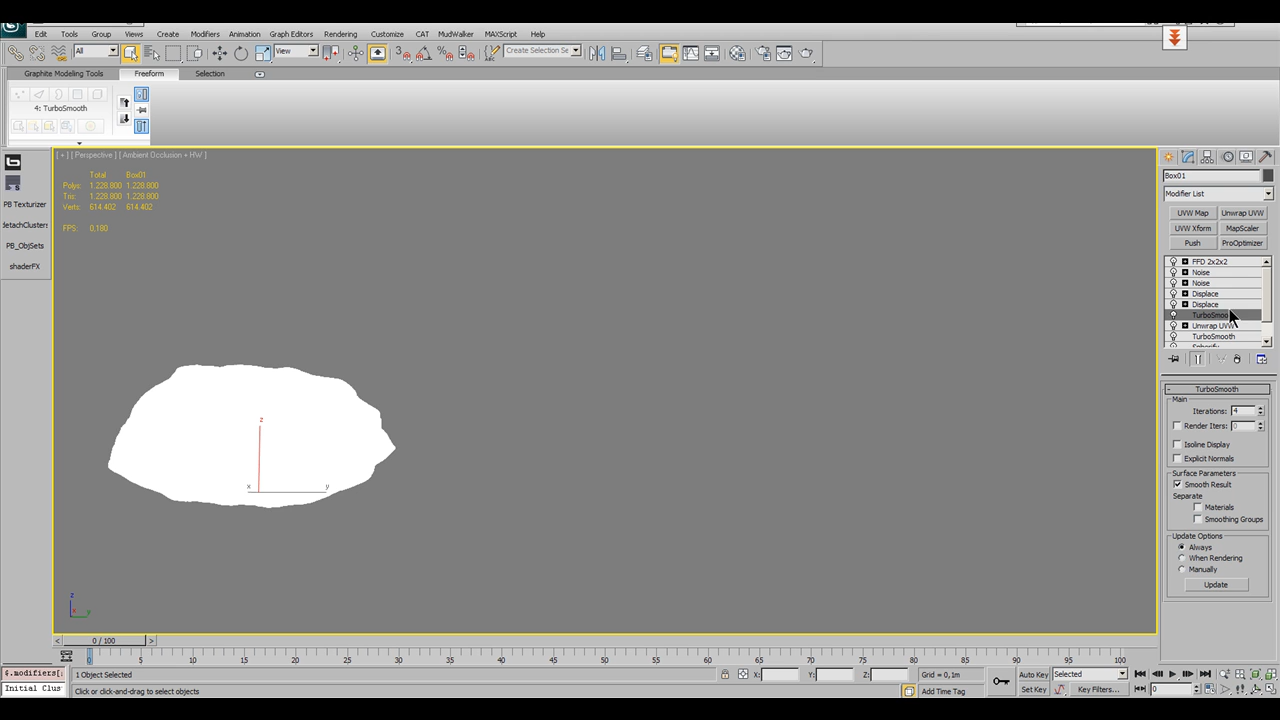 Edit Tools Group Views Create Modifiers Animation Graph Editors Rendering Customize CAT MudWalker MAXScript Help
All View Create Selection Se
Graphite Modeling Tools Freeform Selection
4: TurboSmooth
[ + ] [ Perspective ] [ Ambient Occlusion + HW ]
Total Box01
Polys: 1.228.800 1.228.800
Tris: 1.228.800 1.228.800
Verts: 614.402 614.402
FPS: 0,180
PB Texturizer
detachClusters
PB_ObjSets
shaderFX
z
x y
z
x y
Box01
Modifier List
UVW Map Unwrap UVW
UVW Xform MapScaler
Push ProOptimizer
FFD 2x2x2
Noise
Noise
Displace
Displace
TurboSmoo
Unwrap UVW
TurboSmooth
Spherify
- TurboSmooth
Main
Iterations: 4
Render Iters: 0
Isoline Display
Explicit Normals
Surface Parameters
Smooth Result
Separate
Materials
Smoothing Groups
Update Options
Always
When Rendering
Manually
Update
< 0 / 100 >
0 5 10 15 20 25 30 35 40 45 50 55 60 65 70 75 80 85 90 95 100
4.modifiers[: 1 Object Selected X: Y: Z: Grid = 0,1m Auto Key Selected
Initial Clus Click or click-and-drag to select objects Add Time Tag Set Key Key Filters... 0